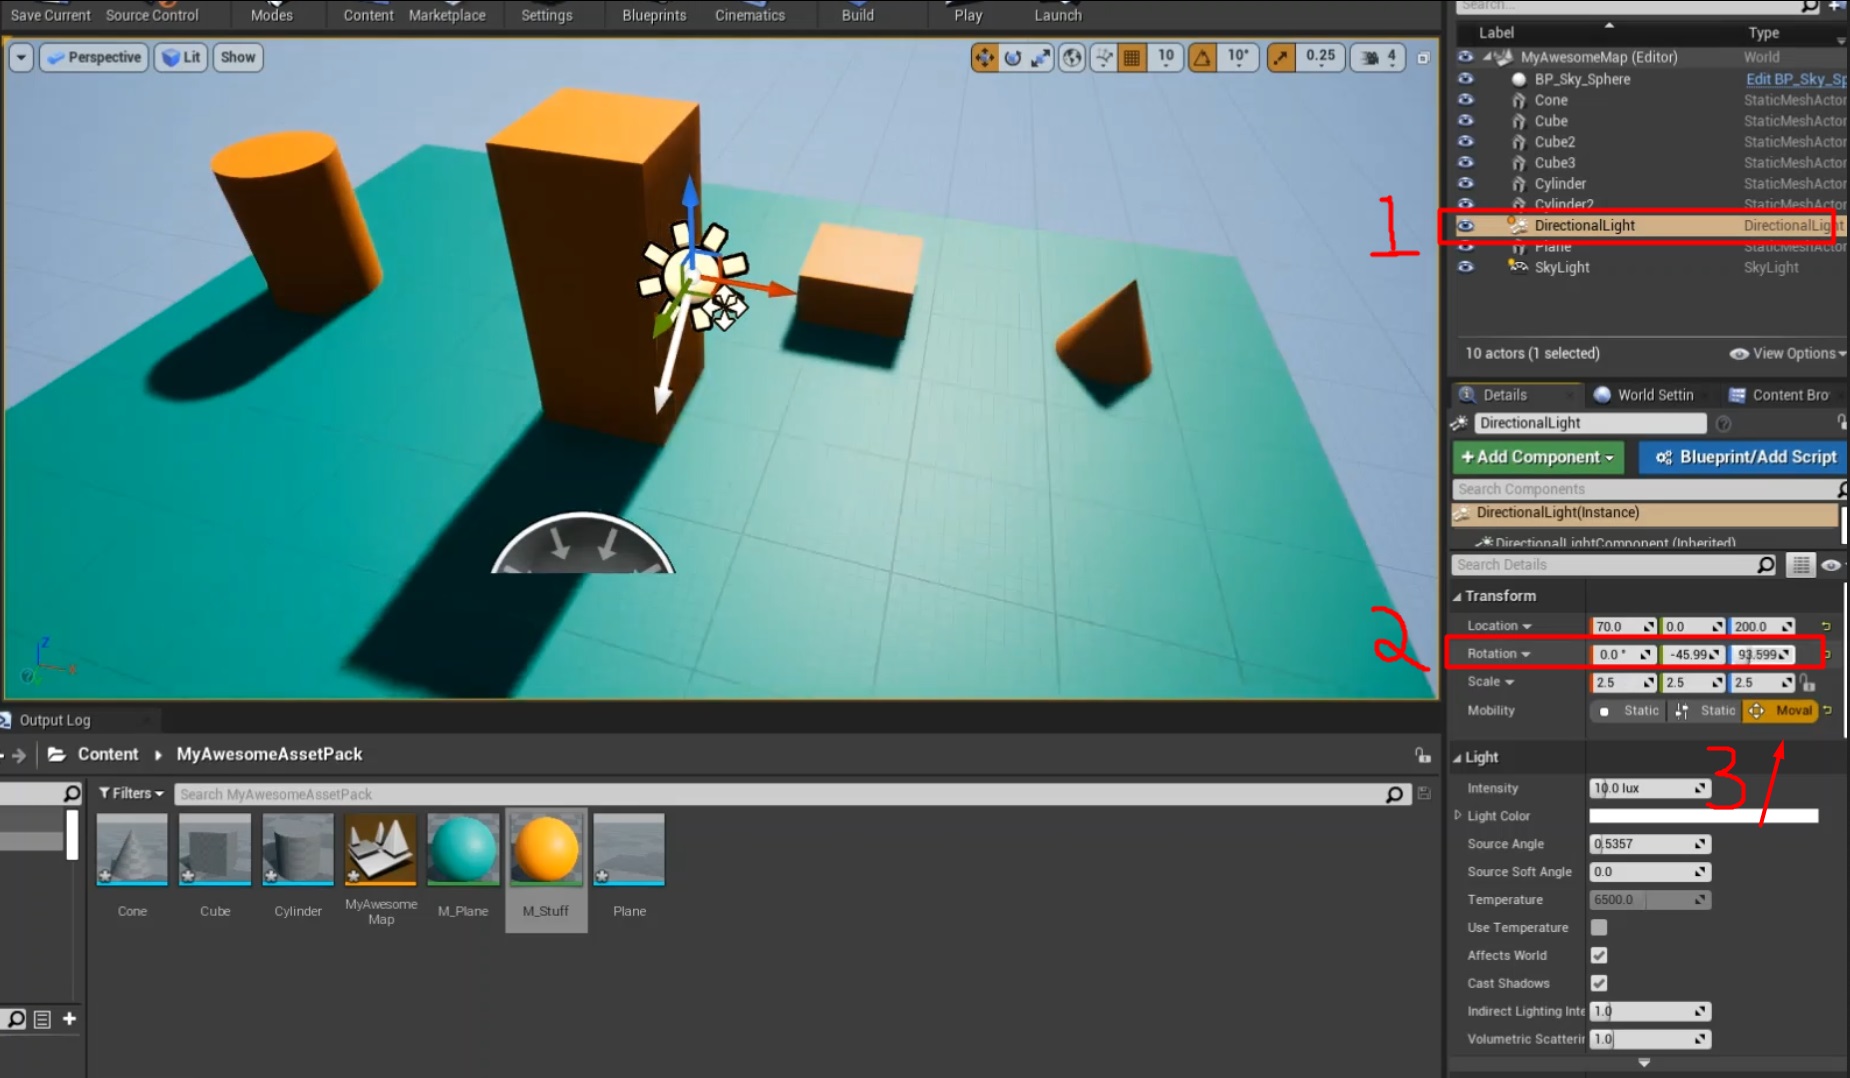 Save Current Source Control Modes Content Marketplace Settings Blueprints Cinematics Build Play Launch
Perspective Lit Show 10 10° 0.25 4
Search...
Label Type
MyAwesomeMap (Editor) World
BP_Sky_Sphere Edit BP_Sky_Sp
Cone StaticMeshActor
Cube StaticMeshActor
Cube2 StaticMeshActor
Cube3 StaticMeshActor
Cylinder StaticMeshActor
Cylinder2 StaticMeshActor
1
DirectionalLight DirectionalLight
Plane StaticMeshActor
SkyLight SkyLight
10 actors (1 selected) View Options
Details World Settin Content Bro
DirectionalLight
+Add Component Blueprint/Add Script
Search Components
DirectionalLight(Instance)
DirectionalLightComponent (Inherited)
Search Details
Transform
Location 70.0 0.0 200.0
2
Rotation 0.0 ° -45.99 93.599
Scale 2.5 2.5 2.5
Mobility Static Static Moval
3
Light
Intensity 10.0 lux
Light Color
Source Angle 0.5357
Source Soft Angle 0.0
Temperature 6500.0
Use Temperature
Affects World
Cast Shadows
Indirect Lighting Inte 1.0
Volumetric Scatterin 1.0
Z
Output Log
Content MyAwesomeAssetPack
Filters Search MyAwesomeAssetPack
Cone Cube Cylinder MyAwesome M_Plane M_Stuff Plane
Map